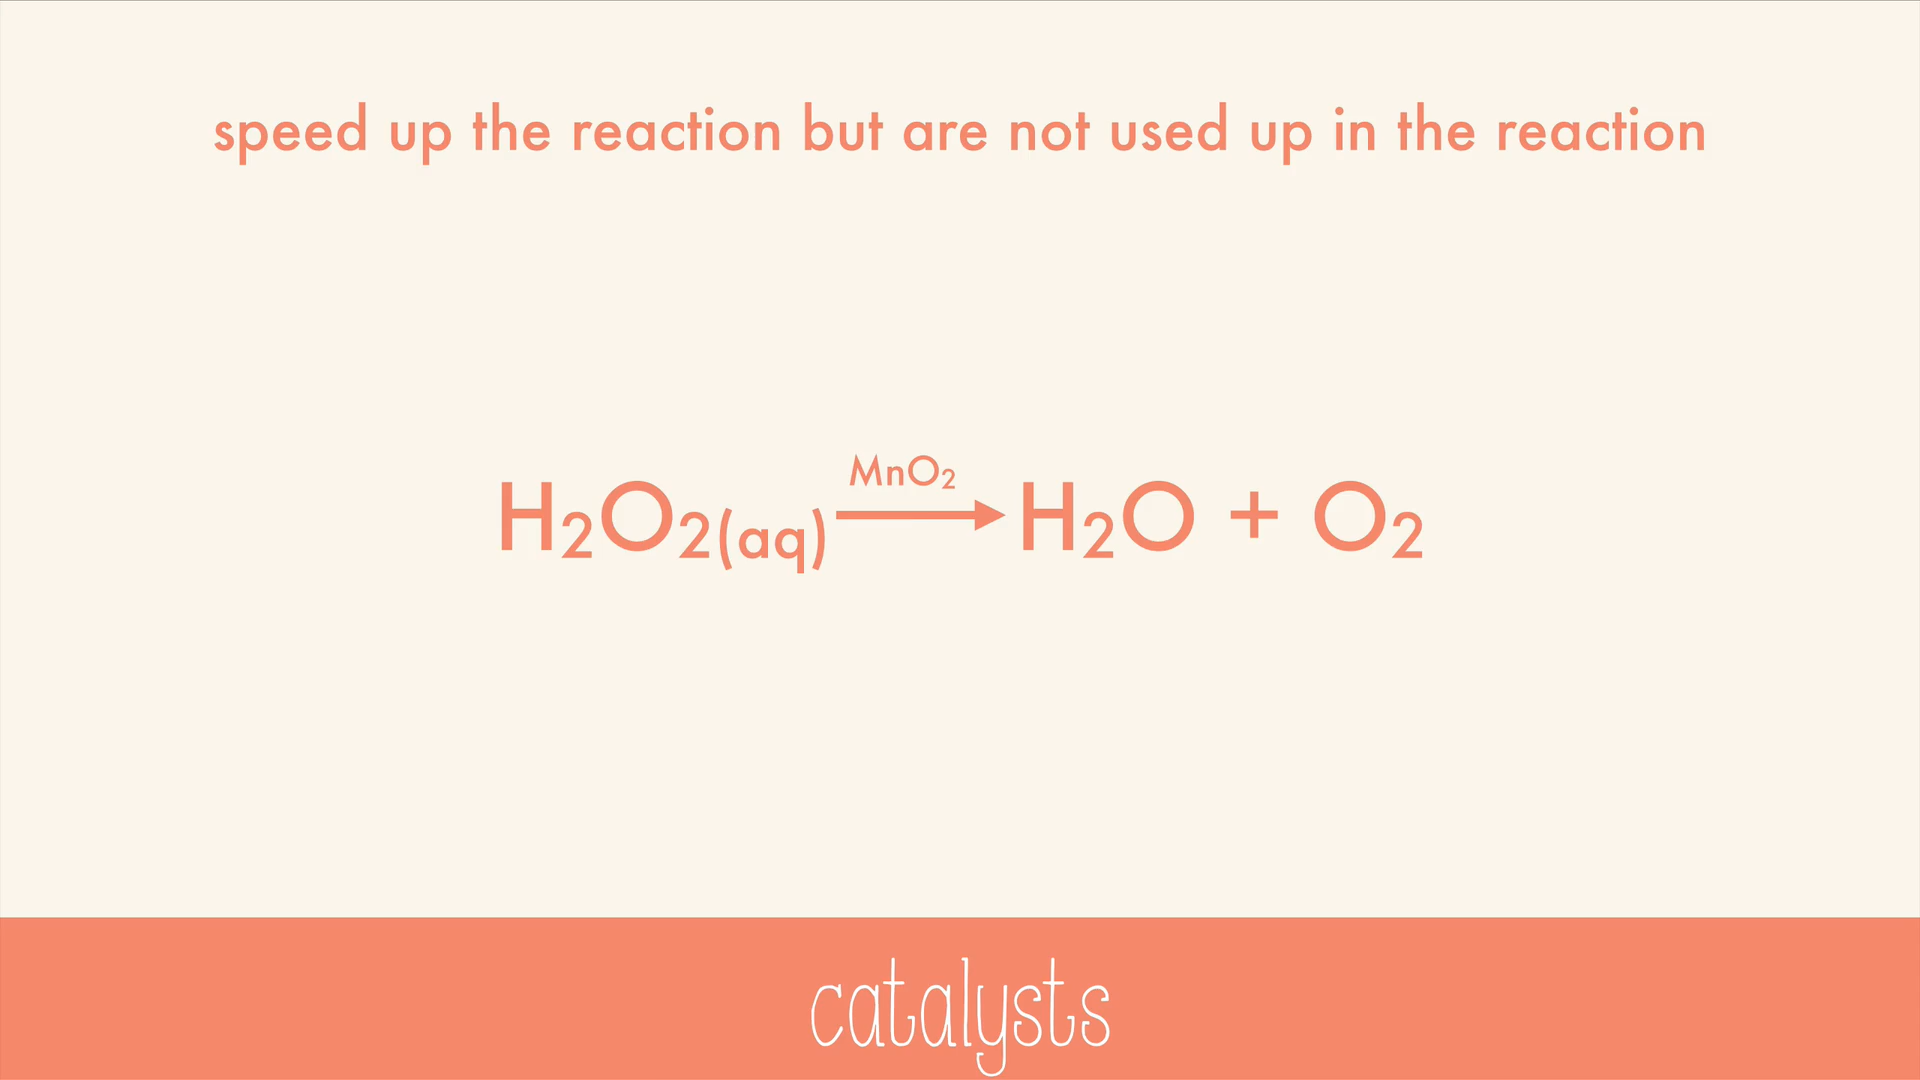 speed up the reaction but are not used up in the reaction
MnO₂
H₂O₂(aq) → H₂O + O₂
catalysts